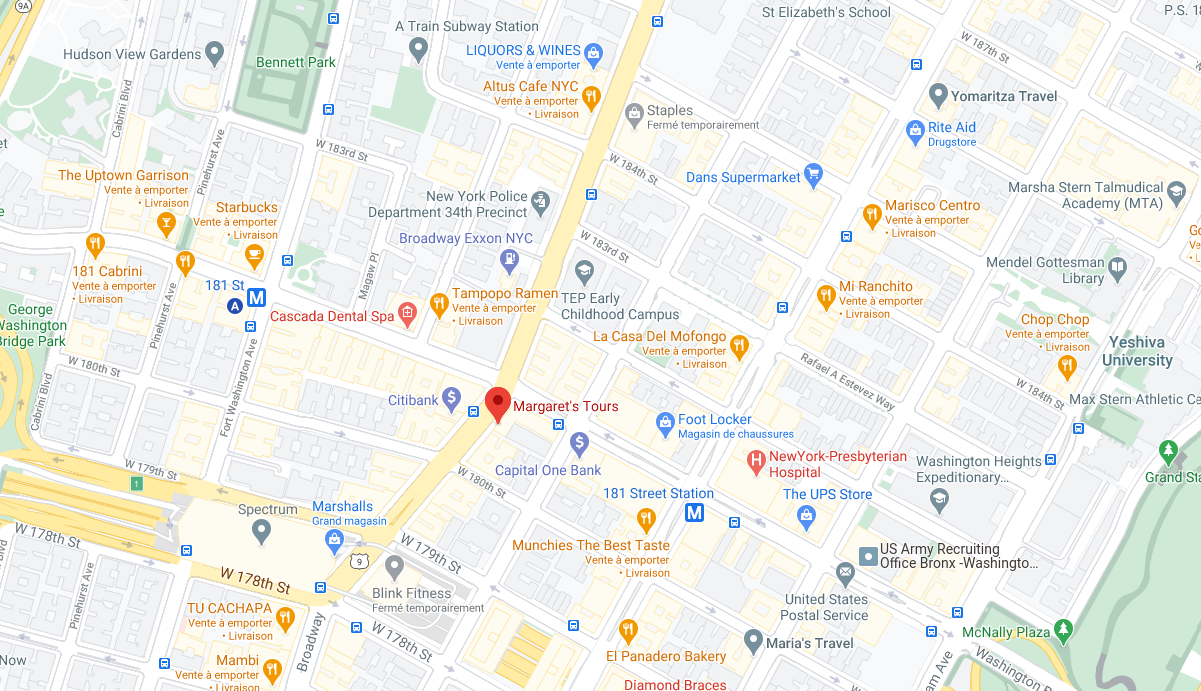 9A
A Train Subway Station
St Elizabeth's School
P.S. 18
Hudson View Gardens
Bennett Park
LIQUORS & WINES
Vente à emporter
W 187th St
Altus Cafe NYC
Vente à emporter
• Livraison
Cabrini Blvd
Staples
Fermé temporairement
Yomaritza Travel
Rite Aid
Drugstore
W 183rd St
Pinehurst Ave
W 184th St
The Uptown Garrison
Vente à emporter
• Livraison
Dans Supermarket
Marsha Stern Talmudical
Academy (MTA)
New York Police
Department 34th Precinct
Starbucks
Vente à emporter
• Livraison
Marisco Centro
Vente à emporter
• Livraison
Broadway Exxon NYC
W 183rd St
Magaw Pl
181 Cabrini
Vente à emporter
• Livraison
181 St
M
A
Mendel Gottesman
Library
Tampopo Ramen
Vente à emporter
• Livraison
TEP Early
Childhood Campus
Mi Ranchito
Vente à emporter
• Livraison
Pinehurst Ave
George
Washington
Bridge Park
Cascada Dental Spa
La Casa Del Mofongo
Vente à emporter
• Livraison
Chop Chop
Vente à emporter
• Livraison
Yeshiva
University
W 180th St
Fort Washington Ave
Cabrini Blvd
Rafael A Estevez Way
W 184th St
Citibank
Margaret's Tours
Max Stern Athletic Ce
Foot Locker
Magasin de chaussures
W 179th St
1
Capital One Bank
W 180th St
H
NewYork-Presbyterian
Hospital
Washington Heights
Expeditionary...
Grand Sta
181 Street Station
M
The UPS Store
Spectrum
Marshalls
Grand magasin
W 178th St
9
W 179th St
Munchies The Best Taste
Vente à emporter
• Livraison
US Army Recruiting
Office Bronx -Washingto...
W 178th St
Blink Fitness
Fermé temporairement
United States
Postal Service
Pinehurst Ave
TU CACHAPA
Vente à emporter
• Livraison
Broadway
W 178th St
McNally Plaza
Maria's Travel
El Panadero Bakery
Now
Mambi
Vente à emporter
• Livraison
Diamond Braces
am Ave
Washington